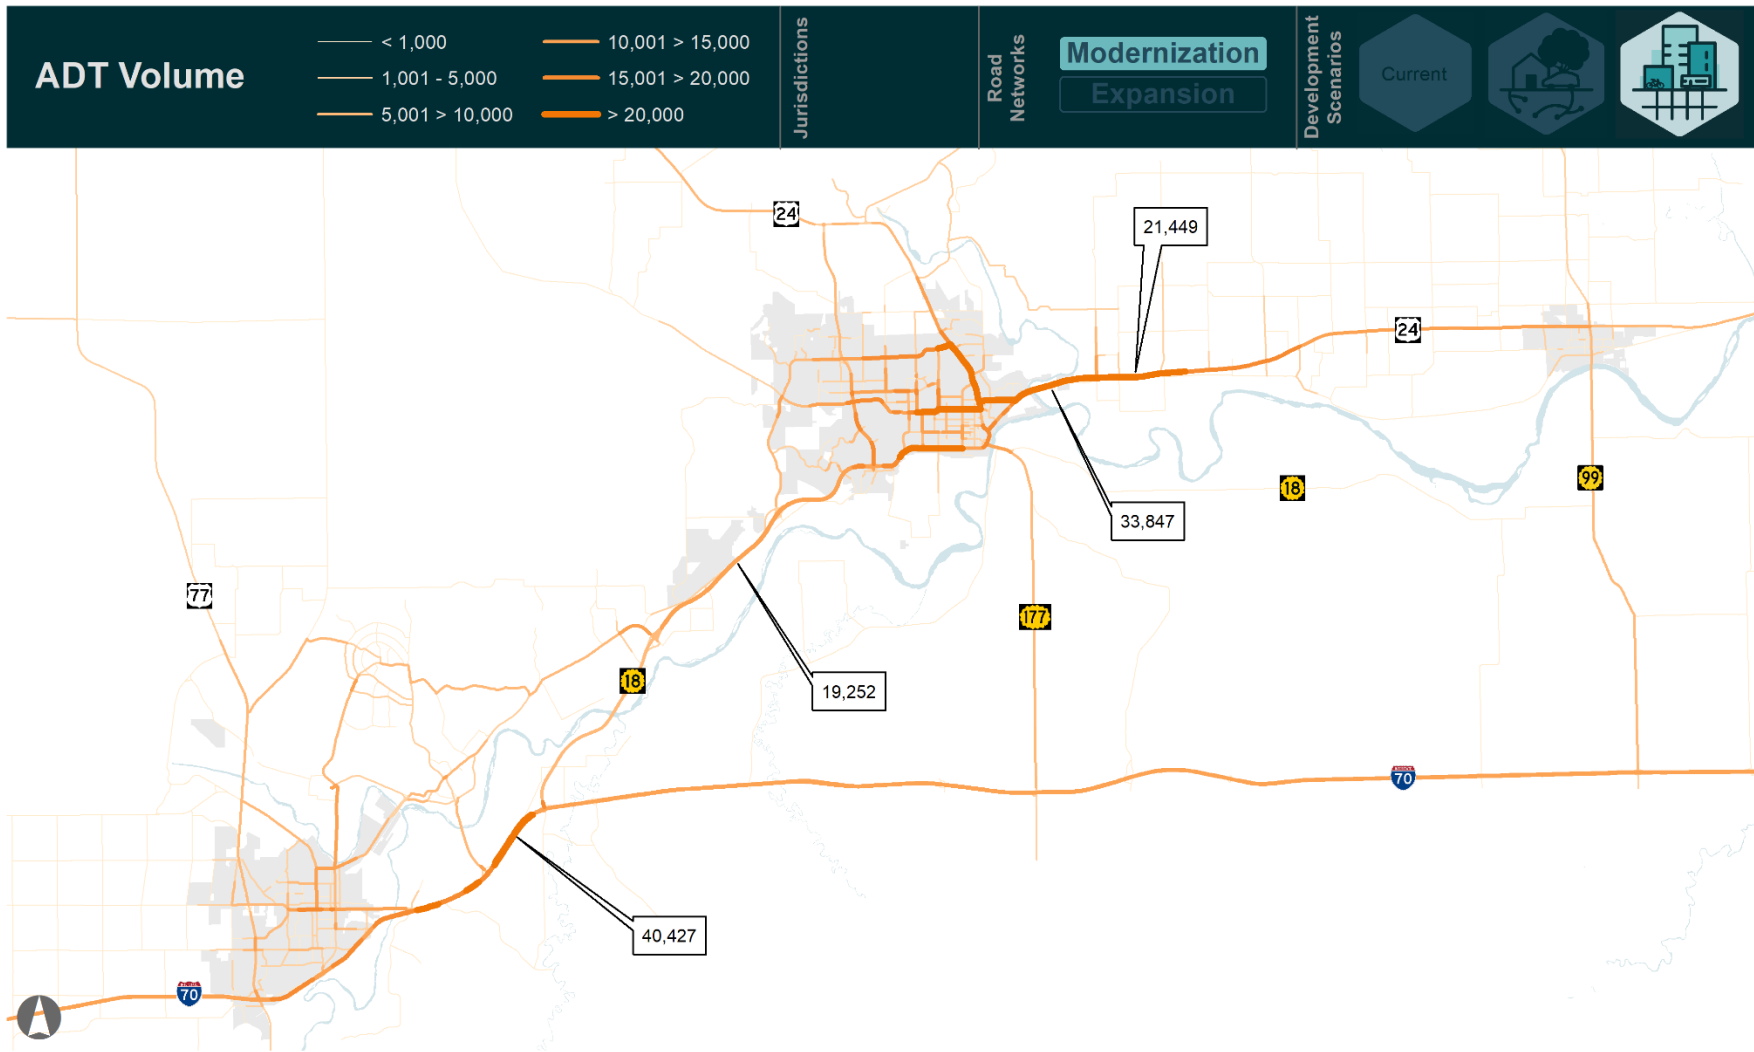 ADT Volume
< 1,000
1,001 - 5,000
5,001 > 10,000
10,001 > 15,000
15,001 > 20,000
> 20,000
Jurisdictions
Road
Networks
Modernization
Expansion
Development
Scenarios
Current
24
21,449
24
33,847
18
99
77
177
18
19,252
70
40,427
70